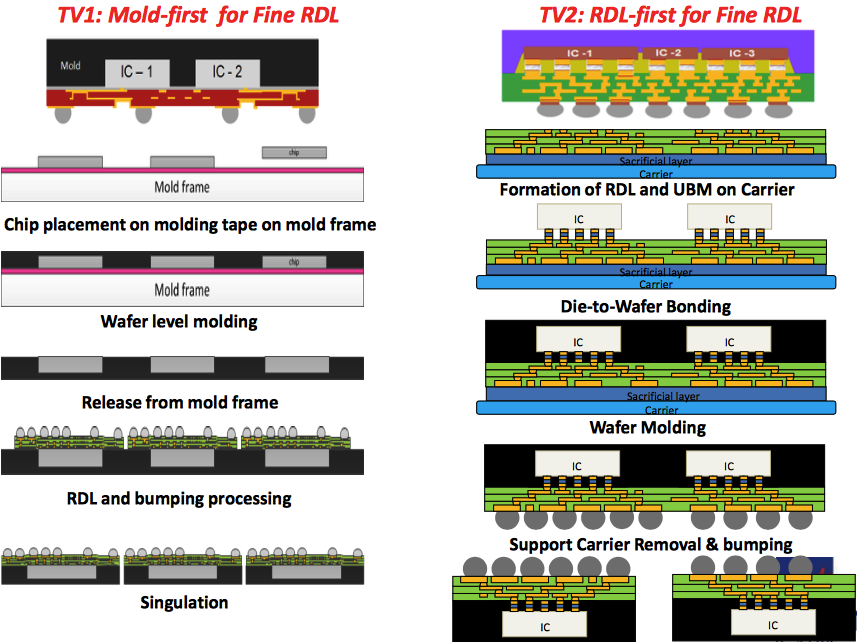 TV1: Mold-first for Fine RDL
Mold
IC – 1
IC - 2
chip
Mold frame
Chip placement on molding tape on mold frame
chip
Mold frame
Wafer level molding
Release from mold frame
RDL and bumping processing
Singulation
TV2: RDL-first for Fine RDL
IC -1
IC -2
IC -3
Sacrificial layer
Carrier
Formation of RDL and UBM on Carrier
IC
IC
Sacrificial layer
Carrier
Die-to-Wafer Bonding
IC
IC
Sacrificial layer
Carrier
Wafer Molding
IC
IC
Support Carrier Removal & bumping
IC
IC